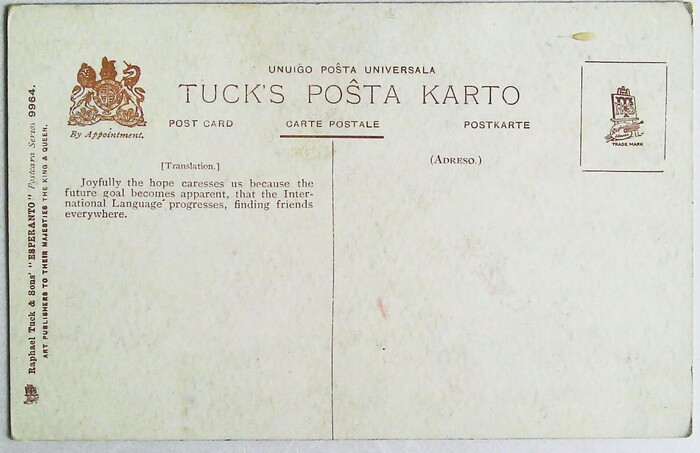 UNUIĜO POŜTA UNIVERSALA
TUCK'S POŜTA KARTO
POST CARD CARTE POSTALE POSTKARTE
By Appointment.
TRADE MARK
(ADRESO.)
[Translation.]
Joyfully the hope caresses us because the
future goal becomes apparent, that the Inter-
national Language progresses, finding friends
everywhere.
Raphael Tuck & Sons' "ESPERANTO" Postcard Series 9964.
ART PUBLISHERS TO THEIR MAJESTIES THE KING & QUEEN.